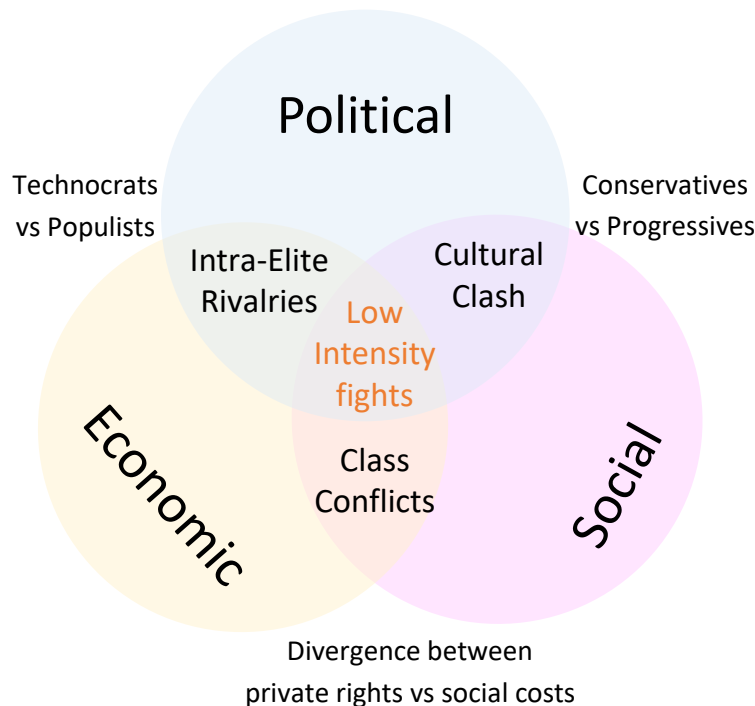 Political
Technocrats
vs Populists
Conservatives
vs Progressives
Intra-Elite
Rivalries
Cultural
Clash
Low
Intensity
fights
Economic
Class
Conflicts
Social
Divergence between
private rights vs social costs